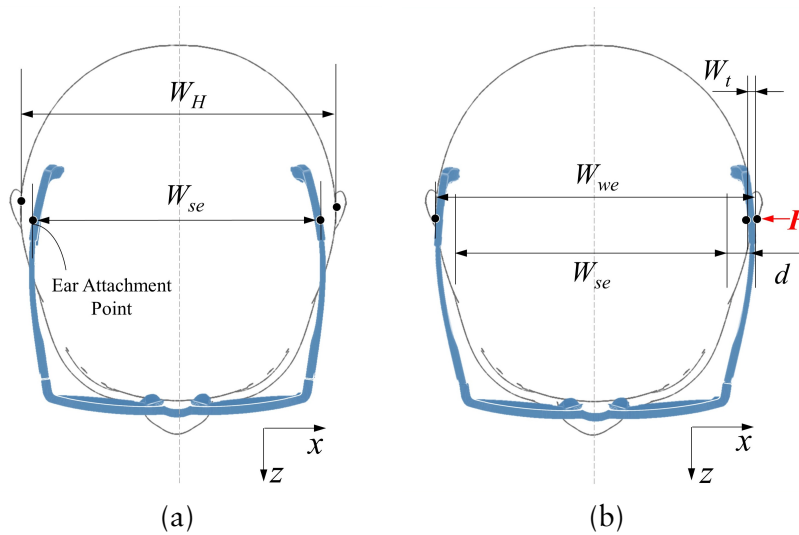 W_H
W_se
Ear Attachment
Point
x
z
(a)
W_t
W_we
W_se
d
x
z
(b)